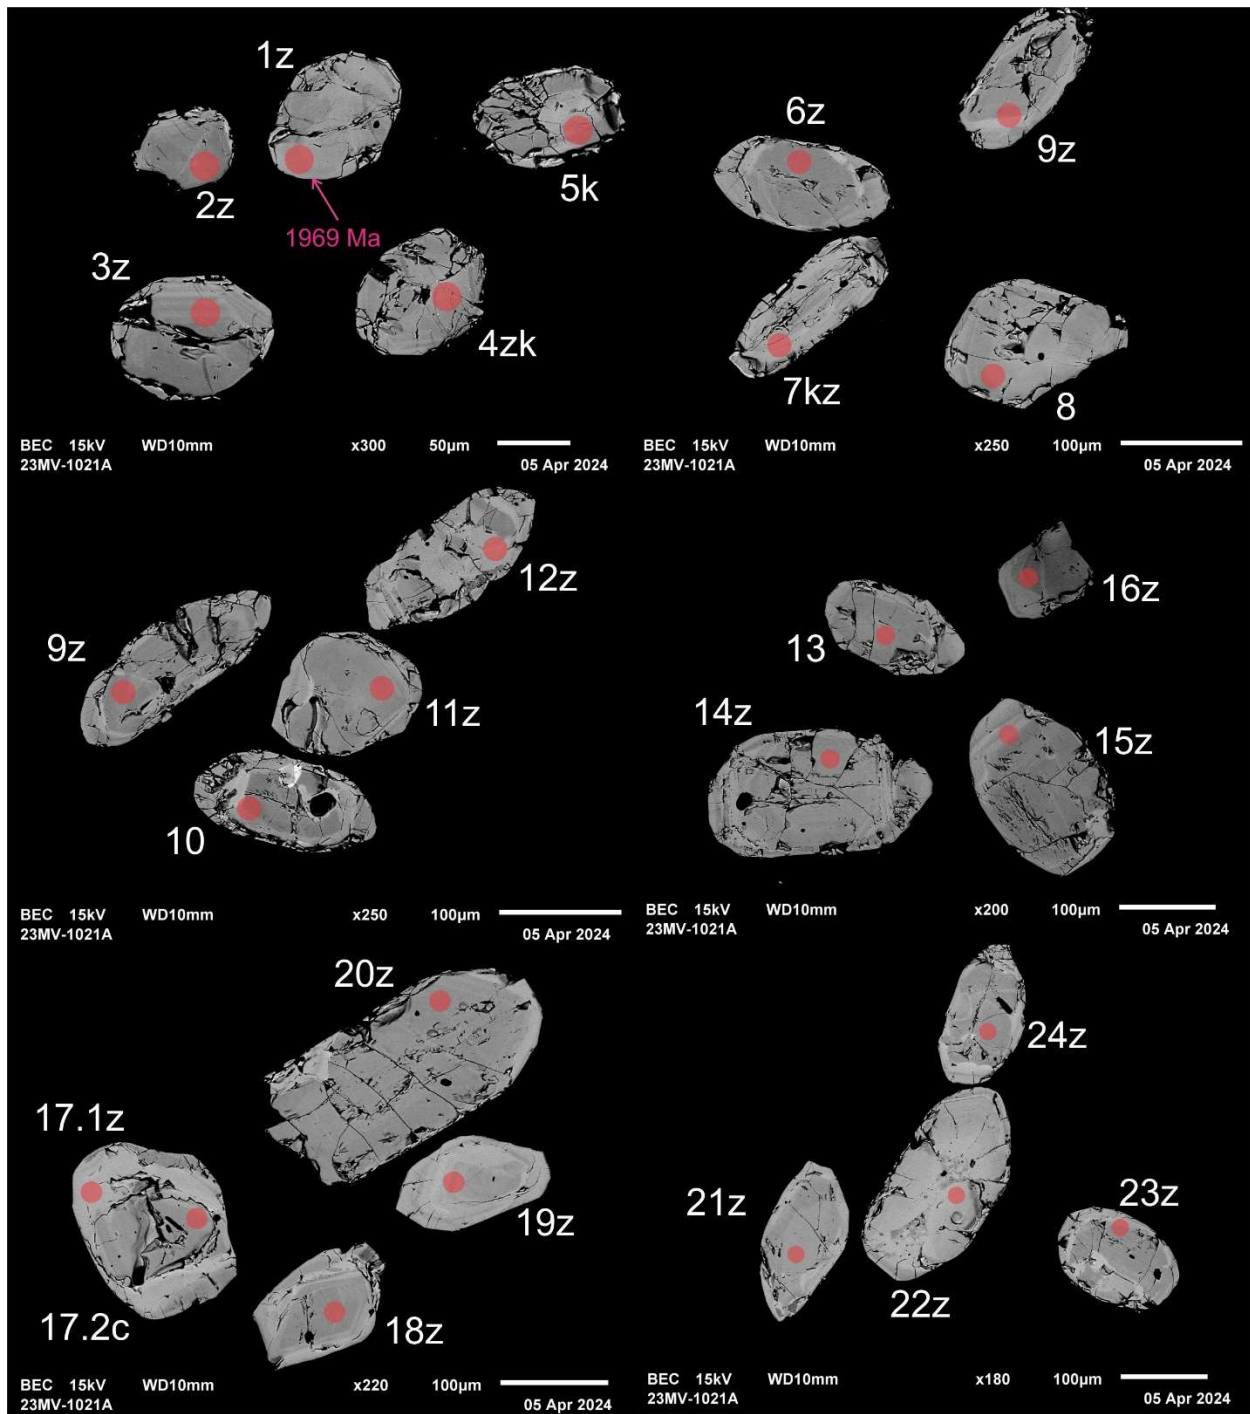 1z
5k
2z
1969 Ma
3z
4zk
BEC 15kV WD10mm x300 50µm
23MV-1021A 05 Apr 2024
6z
9z
7kz
8
BEC 15kV WD10mm x250 100µm
23MV-1021A 05 Apr 2024
12z
9z
11z
10
BEC 15kV WD10mm x250 100µm
23MV-1021A 05 Apr 2024
16z
13
14z
15z
BEC 15kV WD10mm x200 100µm
23MV-1021A 05 Apr 2024
20z
17.1z
19z
17.2c
18z
BEC 15kV WD10mm x220 100µm
23MV-1021A 05 Apr 2024
24z
21z
23z
22z
BEC 15kV WD10mm x180 100µm
23MV-1021A 05 Apr 2024